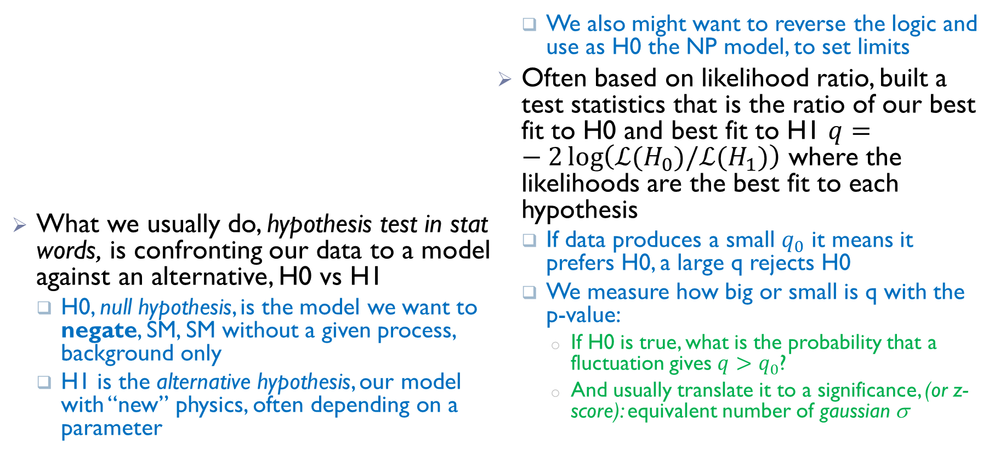 What we usually do, hypothesis test in stat
words, is confronting our data to a model
against an alternative, H0 vs H1
H0, null hypothesis, is the model we want to
negate, SM, SM without a given process,
background only
H1 is the alternative hypothesis, our model
with “new” physics, often depending on a
parameter
We also might want to reverse the logic and
use as H0 the NP model, to set limits
Often based on likelihood ratio, built a
test statistics that is the ratio of our best
fit to H0 and best fit to H1 𝑞 =
− 2 log(ℒ(𝐻₀)/ℒ(𝐻₁)) where the
likelihoods are the best fit to each
hypothesis
If data produces a small 𝑞₀ it means it
prefers H0, a large q rejects H0
We measure how big or small is q with the
p-value:
If H0 is true, what is the probability that a
fluctuation gives 𝑞 > 𝑞₀?
And usually translate it to a significance, (or z-
score): equivalent number of gaussian σ